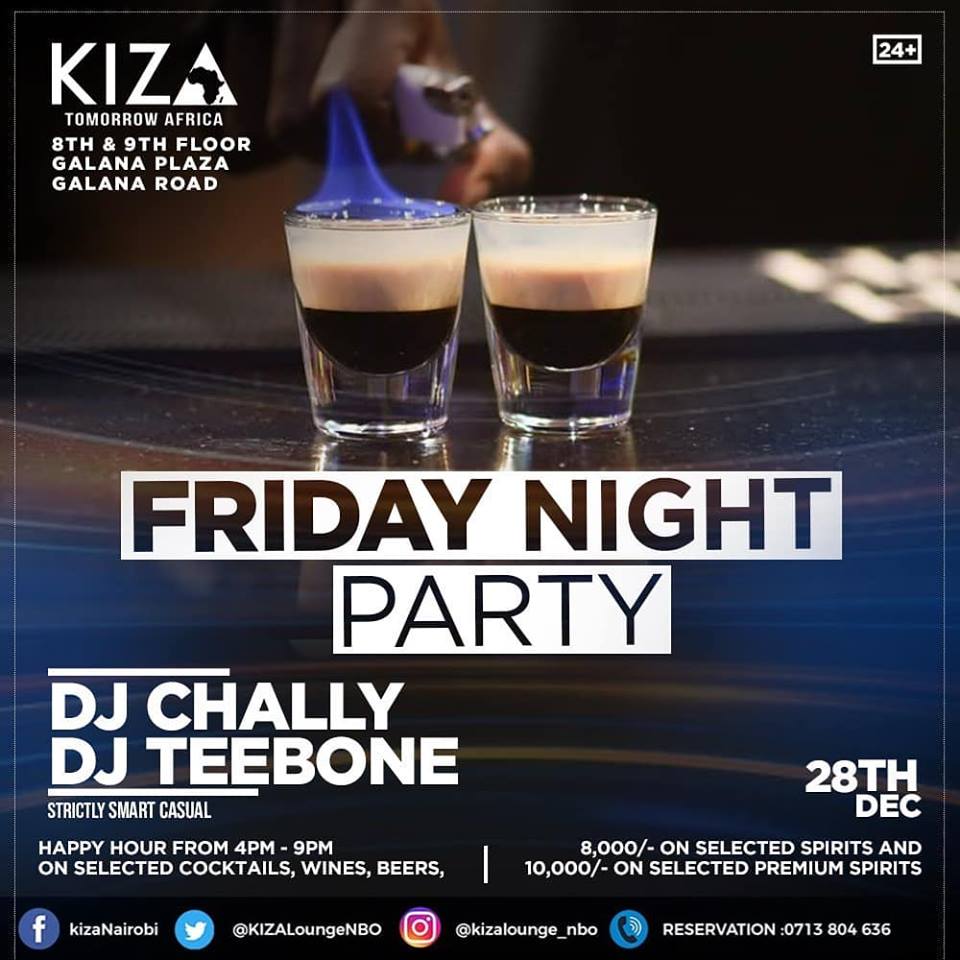 KIZA
TOMORROW AFRICA
8TH & 9TH FLOOR
GALANA PLAZA
GALANA ROAD
24+
FRIDAY NIGHT
PARTY
DJ CHALLY
DJ TEEBONE
STRICTLY SMART CASUAL
28TH
DEC
HAPPY HOUR FROM 4PM - 9PM
ON SELECTED COCKTAILS, WINES, BEERS,
8,000/- ON SELECTED SPIRITS AND
10,000/- ON SELECTED PREMIUM SPIRITS
kizaNairobi @KIZALoungeNBO @kizalounge_nbo RESERVATION :0713 804 636